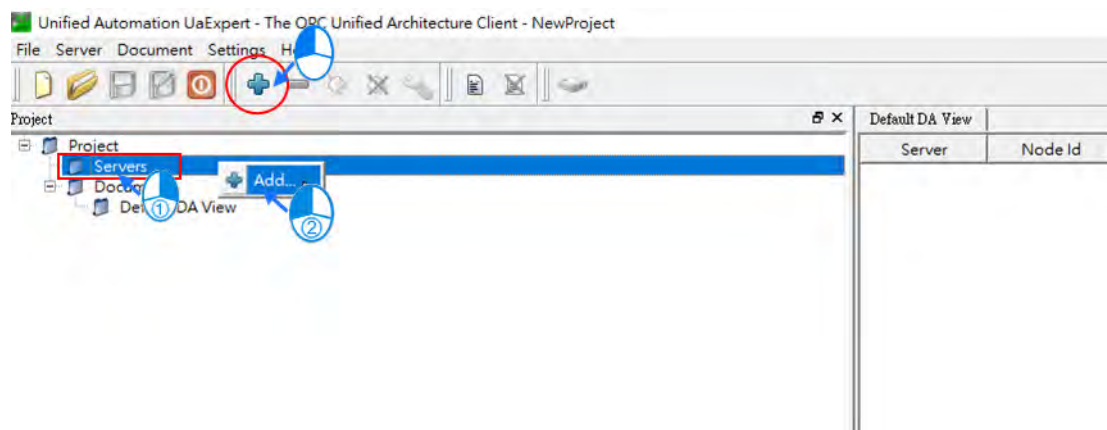 Unified Automation UaExpert - The OPC Unified Architecture Client - NewProject
File Server Document Settings
Project
Default DA View
Server Node Id
Project
Servers
Add...
①
DA View
②